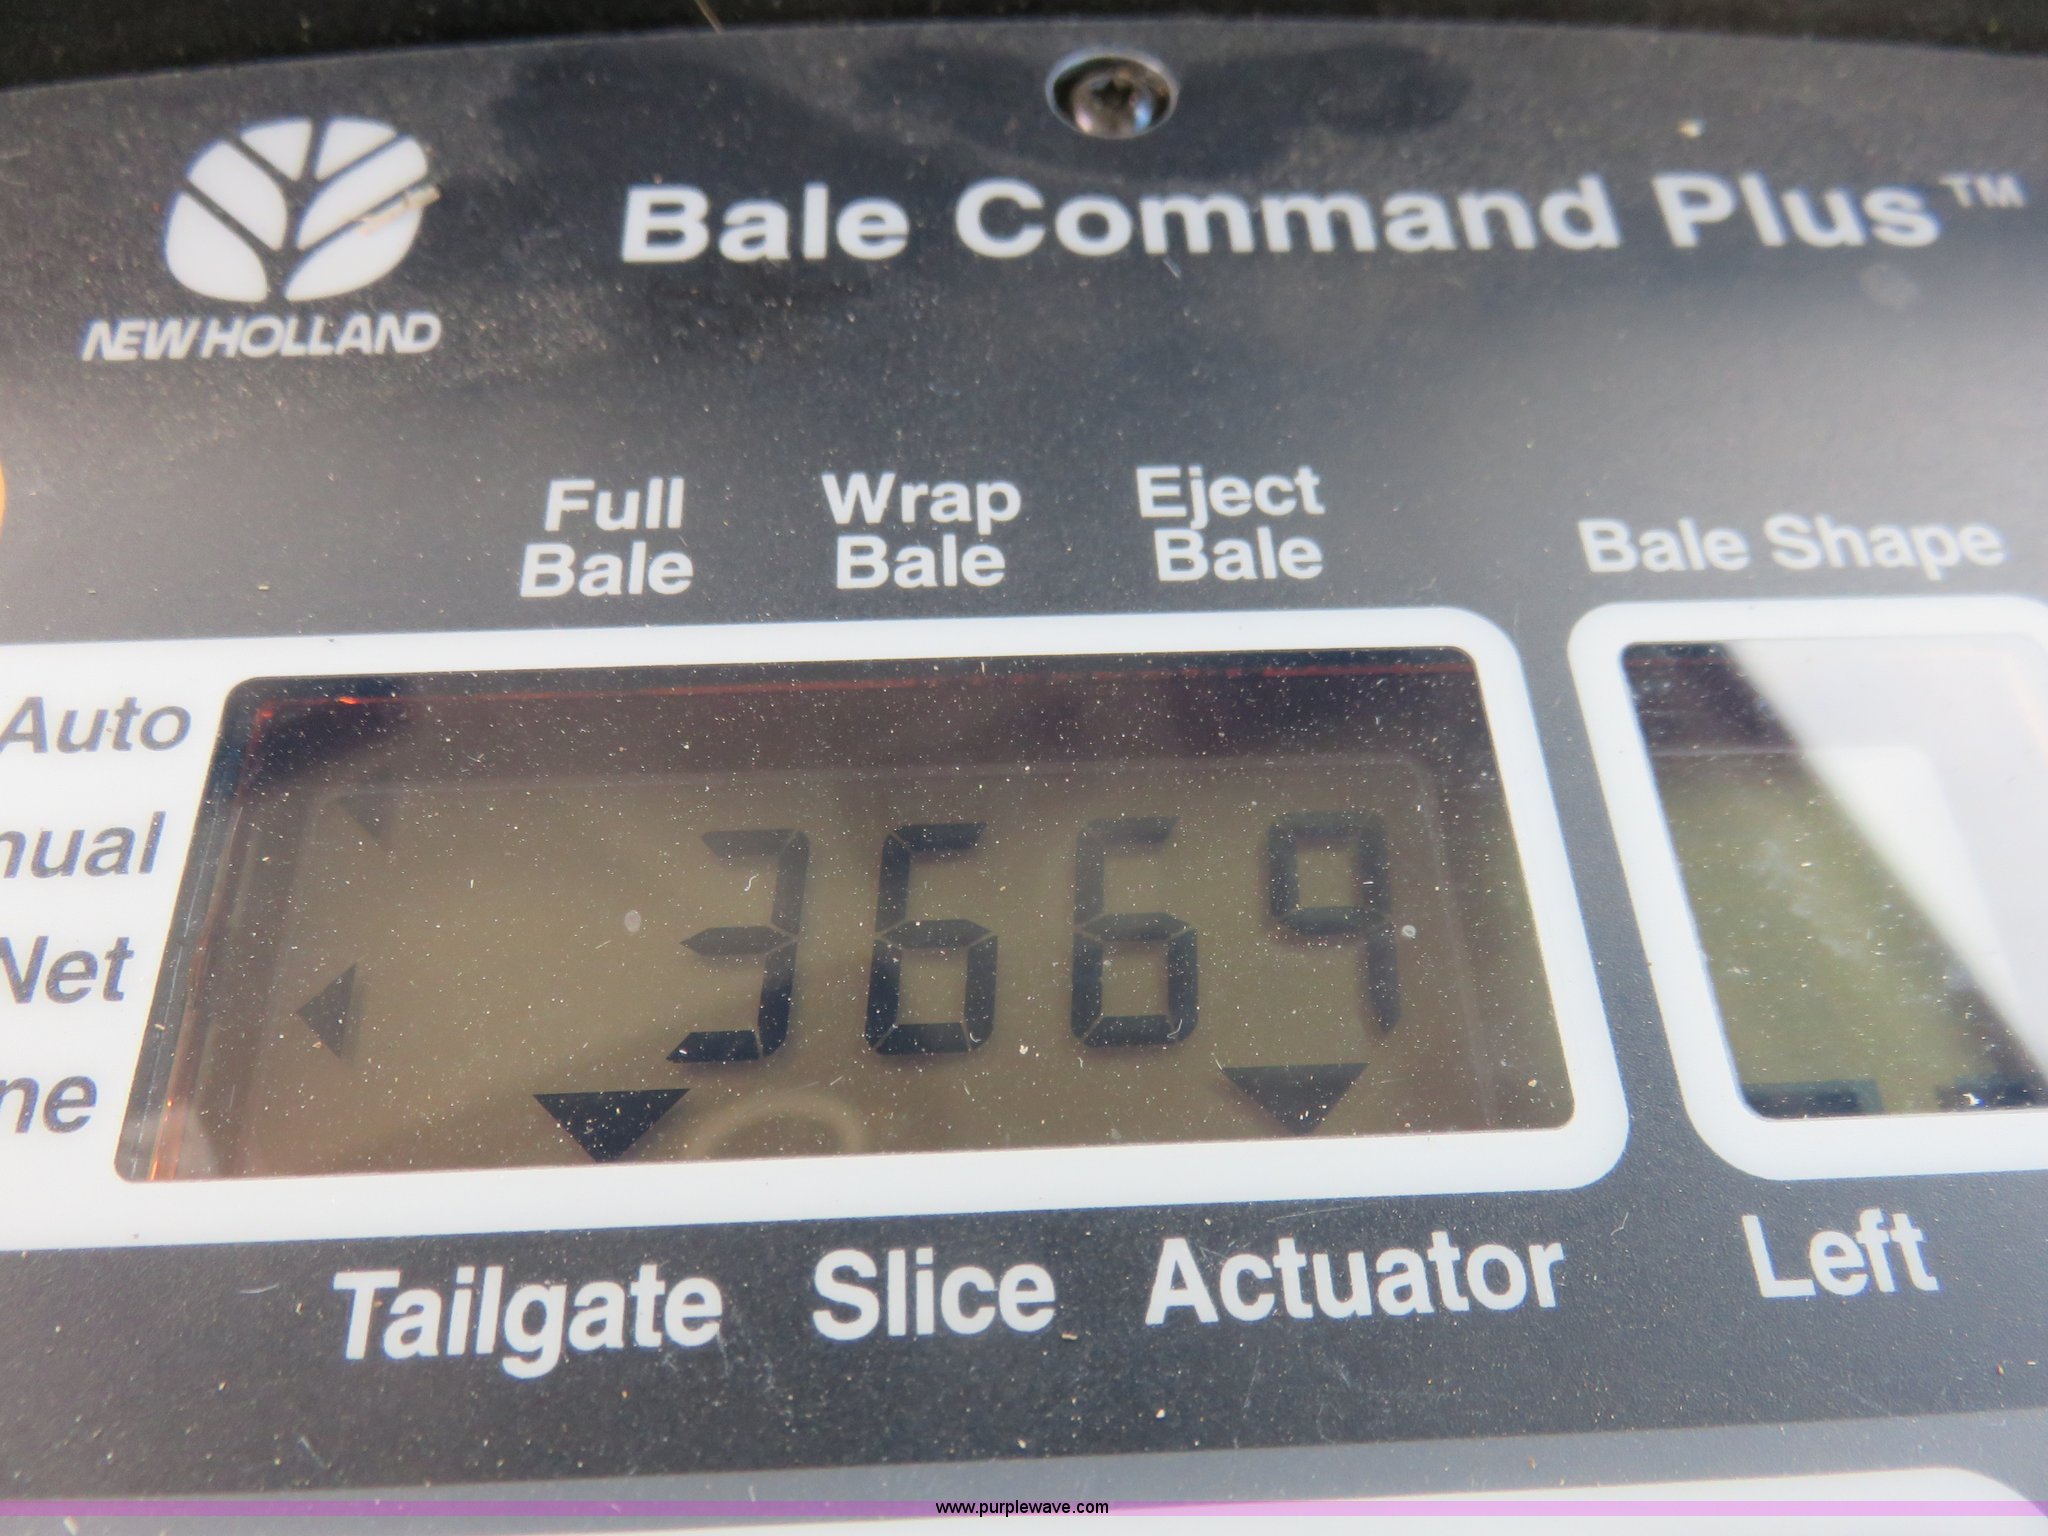 Bale Command Plus™
NEW HOLLAND
Full Bale
Wrap Bale
Eject Bale
Bale Shape
Auto
nual
Net
ne
3669
Tailgate Slice Actuator
Left
www.purplewave.com